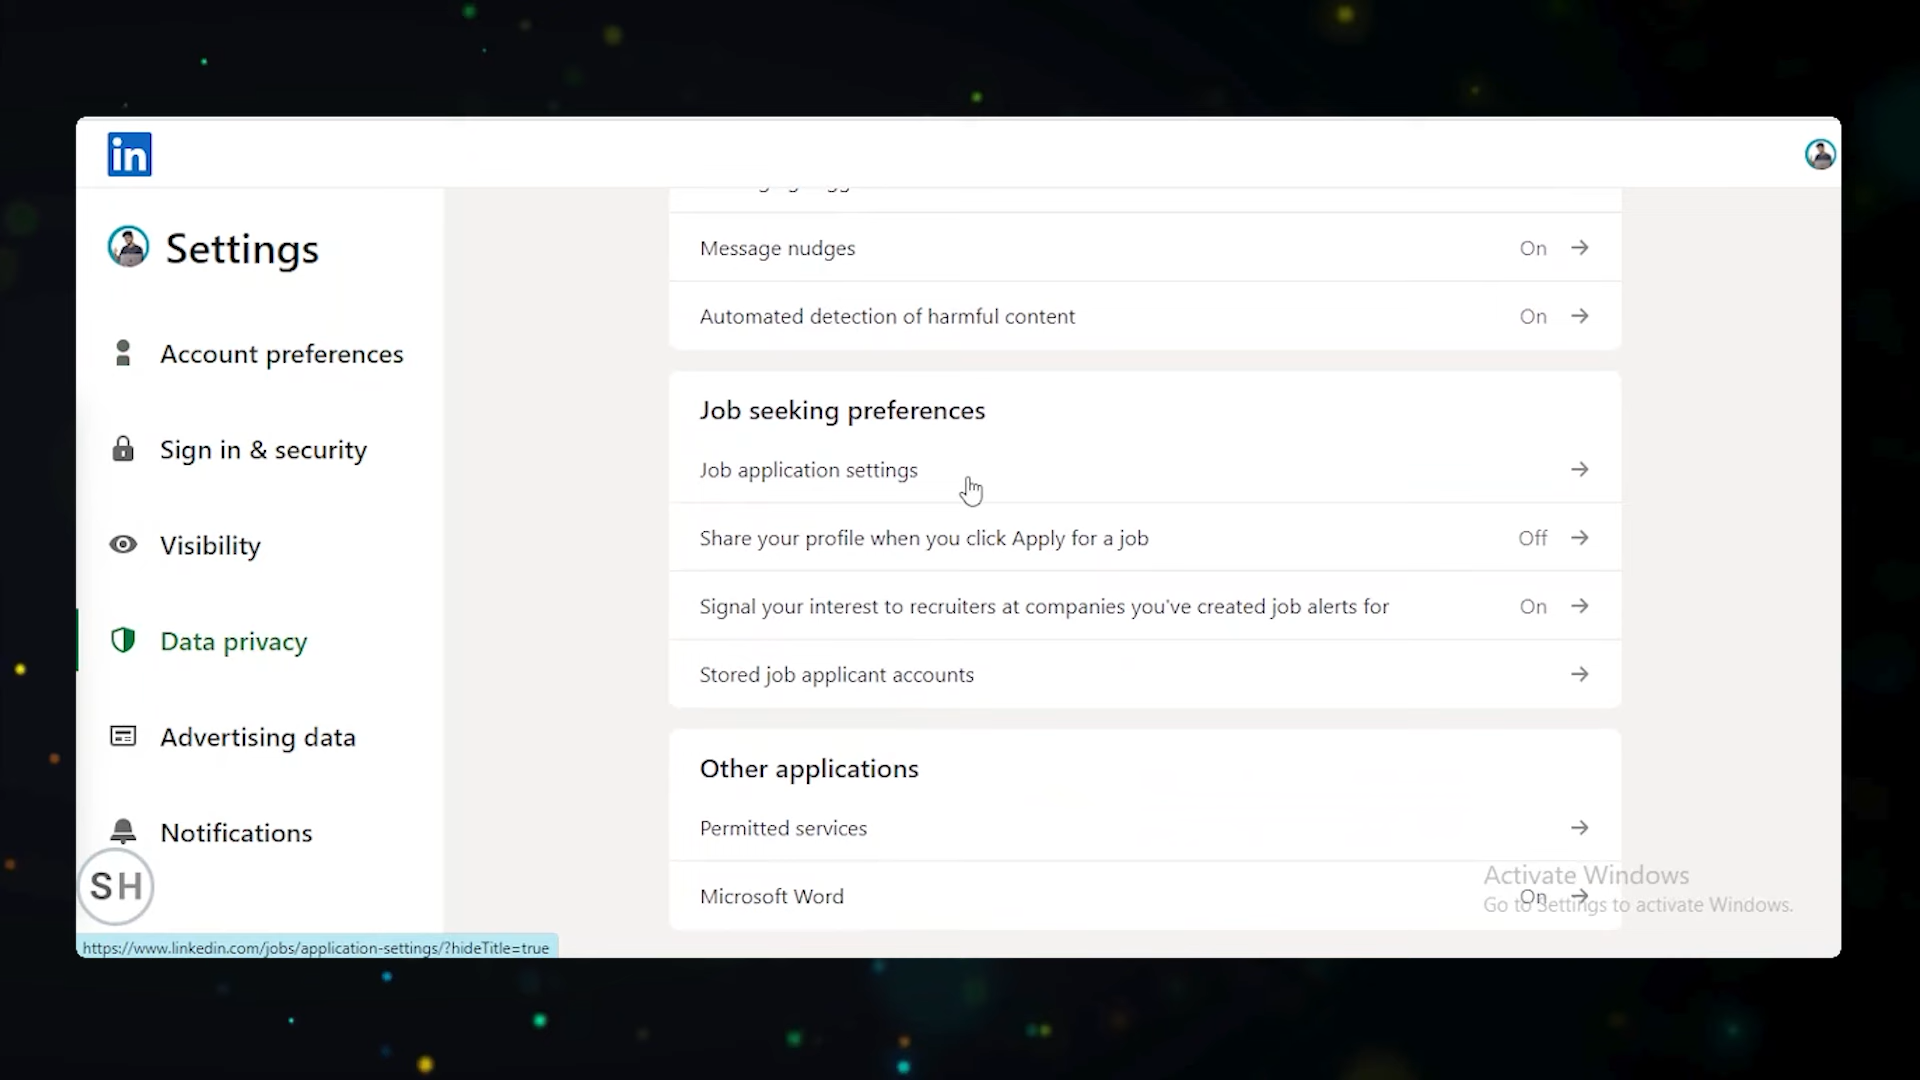 in
Settings
Account preferences
Sign in & security
Visibility
Data privacy
Advertising data
Notifications
SH
https://www.linkedin.com/jobs/application-settings/?hideTitle=true
Message nudges On
Automated detection of harmful content On
Job seeking preferences
Job application settings
Share your profile when you click Apply for a job Off
Signal your interest to recruiters at companies you've created job alerts for On
Stored job applicant accounts
Other applications
Permitted services
Microsoft Word On
Activate Windows
Go to Settings to activate Windows.